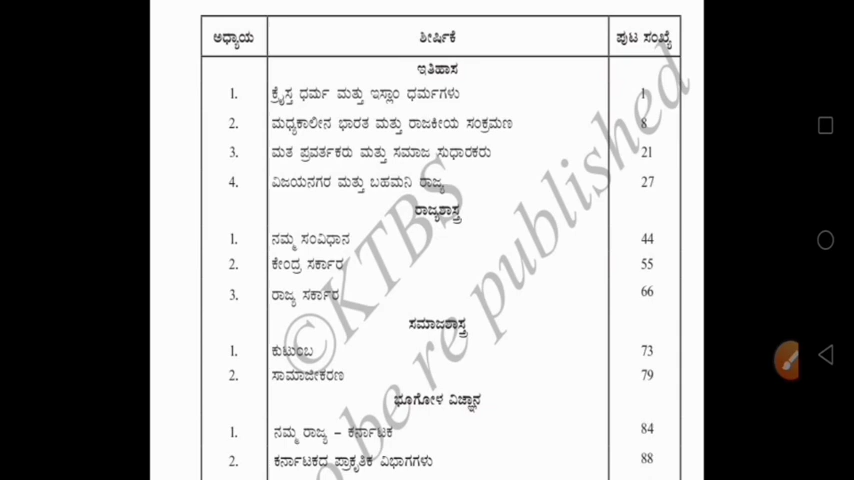 ಅಧ್ಯಾಯ ಶೀರ್ಷಿಕೆ ಪುಟ ಸಂಖ್ಯೆ
ಇತಿಹಾಸ
1. ಕ್ರೈಸ್ತ ಧರ್ಮ ಮತ್ತು ಇಸ್ಲಾಂ ಧರ್ಮಗಳು 1
2. ಮಧ್ಯಕಾಲೀನ ಭಾರತ ಮತ್ತು ರಾಜಕೀಯ ಸಂಕ್ರಮಣ 8
3. ಮತ ಪ್ರವರ್ತಕರು ಮತ್ತು ಸಮಾಜ ಸುಧಾರಕರು 21
4. ವಿಜಯನಗರ ಮತ್ತು ಬಹಮನಿ ರಾಜ್ಯ 27
ರಾಜ್ಯಶಾಸ್ತ್ರ
1. ನಮ್ಮ ಸಂವಿಧಾನ 44
2. ಕೇಂದ್ರ ಸರ್ಕಾರ 55
3. ರಾಜ್ಯ ಸರ್ಕಾರ 66
ಸಮಾಜಶಾಸ್ತ್ರ
1. ಕುಟುಂಬ 73
2. ಸಾಮಾಜೀಕರಣ 79
ಭೂಗೋಳ ವಿಜ್ಞಾನ
1. ನಮ್ಮ ರಾಜ್ಯ – ಕರ್ನಾಟಕ 84
2. ಕರ್ನಾಟಕದ ಪ್ರಾಕೃತಿಕ ವಿಭಾಗಗಳು 88
©KTBS
o be re published